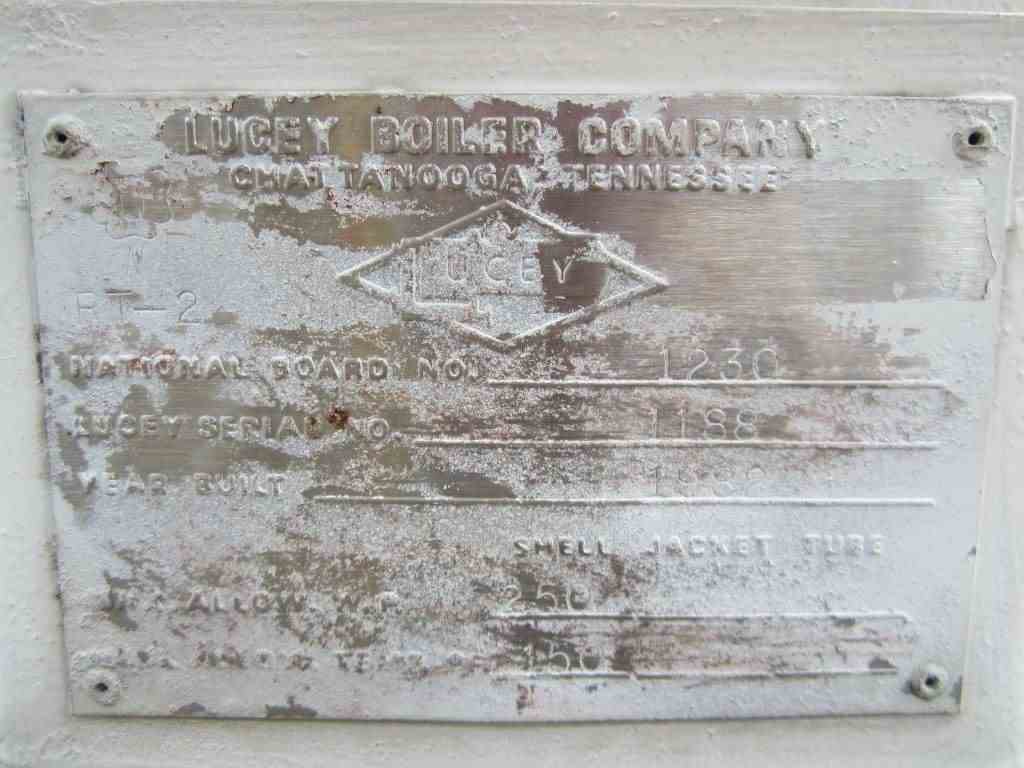 LUCEY BOILER COMPANY
CHATTANOOGA, TENNESSEE
LUCEY
RT-2
NATIONAL BOARD NO. 1230
LUCEY SERIAL NO. 1188
YEAR BUILT
SHELL JACKET TUBE
ALLOW. W.P. 250
150